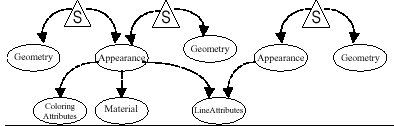 S
S
S
Geometry
Appearance
Geometry
Appearance
Geometry
Coloring
Attributes
Material
LineAttributes